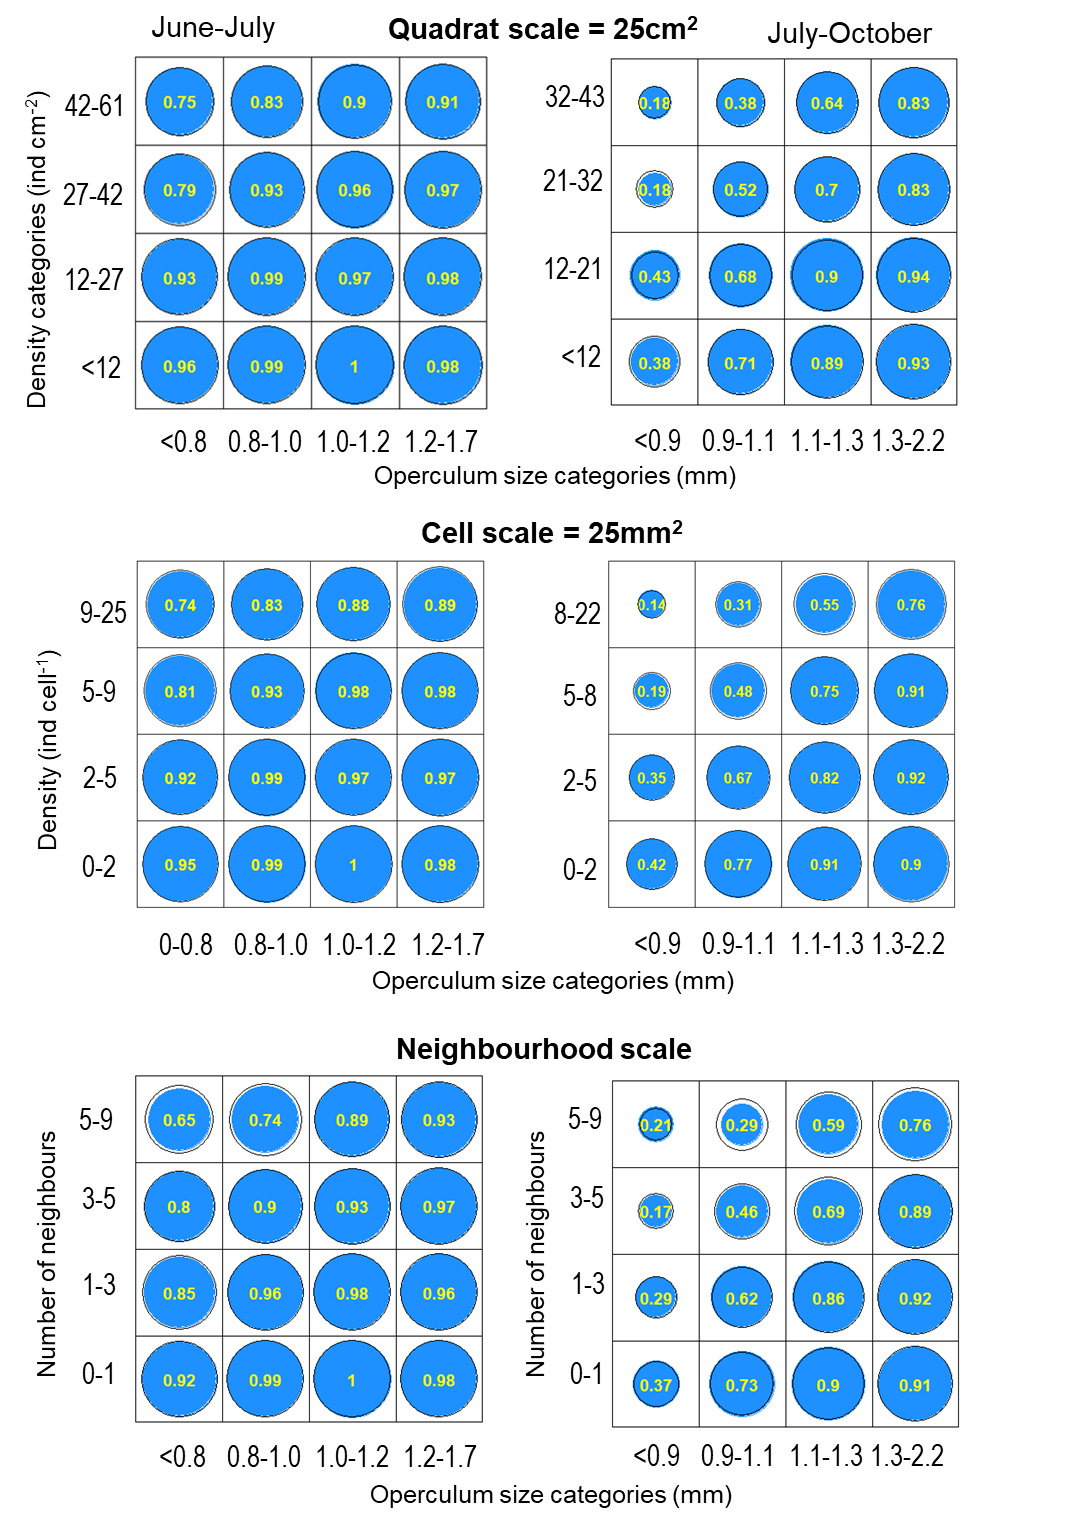 June-July Quadrat scale = 25cm² July-October
Density categories (ind cm⁻²)
42-61 0.75 0.83 0.9 0.91
27-42 0.79 0.93 0.96 0.97
12-27 0.93 0.99 0.97 0.98
<12 0.96 0.99 1 0.98
<0.8 0.8-1.0 1.0-1.2 1.2-1.7
32-43 0.18 0.38 0.64 0.83
21-32 0.18 0.52 0.7 0.83
12-21 0.43 0.68 0.9 0.94
<12 0.38 0.71 0.89 0.93
<0.9 0.9-1.1 1.1-1.3 1.3-2.2
Operculum size categories (mm)
Cell scale = 25mm²
Density (ind cell⁻¹)
9-25 0.74 0.83 0.88 0.89
5-9 0.81 0.93 0.98 0.98
2-5 0.92 0.99 0.97 0.97
0-2 0.95 0.99 1 0.98
0-0.8 0.8-1.0 1.0-1.2 1.2-1.7
8-22 0.14 0.31 0.55 0.76
5-8 0.19 0.48 0.75 0.91
2-5 0.35 0.67 0.82 0.92
0-2 0.42 0.77 0.91 0.9
<0.9 0.9-1.1 1.1-1.3 1.3-2.2
Operculum size categories (mm)
Neighbourhood scale
Number of neighbours
5-9 0.65 0.74 0.89 0.93
3-5 0.8 0.9 0.93 0.97
1-3 0.85 0.96 0.98 0.96
0-1 0.92 0.99 1 0.98
<0.8 0.8-1.0 1.0-1.2 1.2-1.7
Number of neighbours
5-9 0.21 0.29 0.59 0.76
3-5 0.17 0.46 0.69 0.89
1-3 0.29 0.62 0.86 0.92
0-1 0.37 0.73 0.9 0.91
<0.9 0.9-1.1 1.1-1.3 1.3-2.2
Operculum size categories (mm)